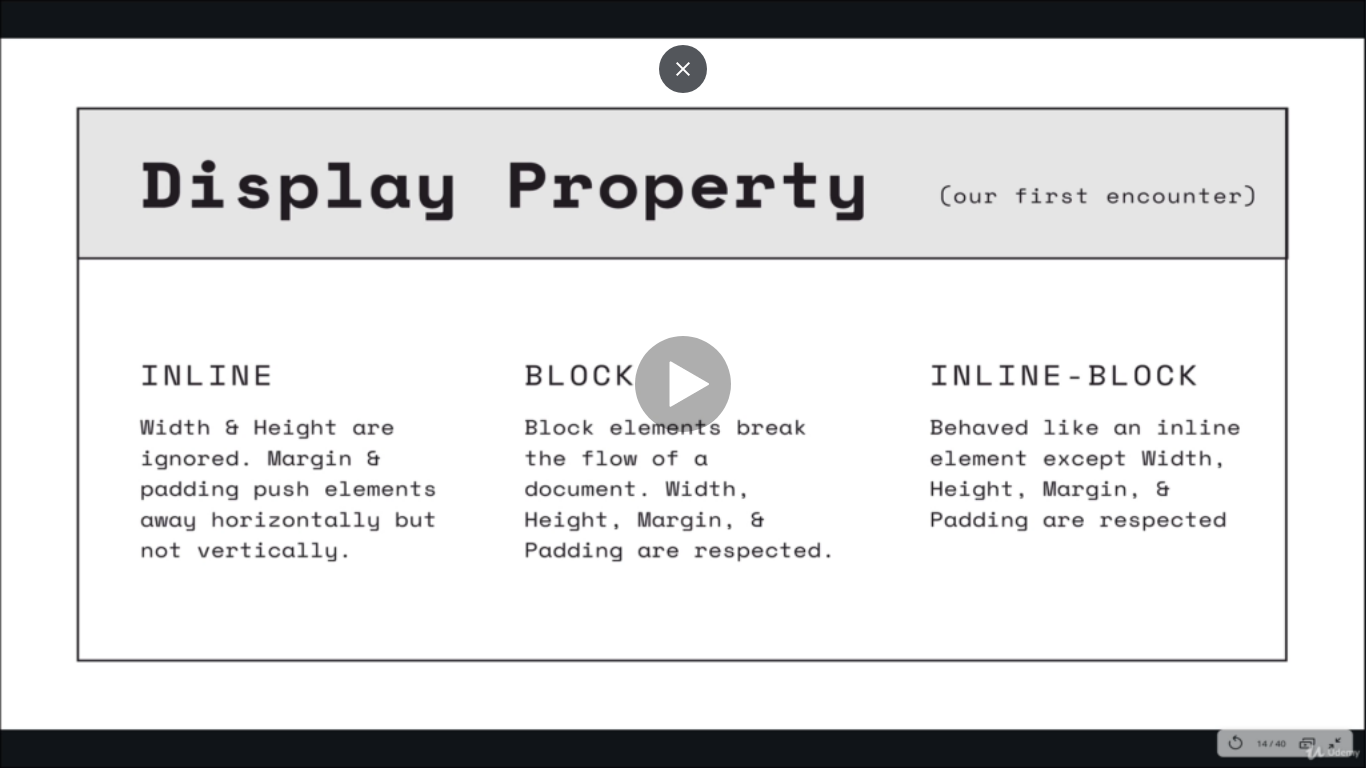 Display Property (our first encounter)
INLINE
Width & Height are
ignored. Margin &
padding push elements
away horizontally but
not vertically.
BLOCK
Block elements break
the flow of a
document. Width,
Height, Margin, &
Padding are respected.
INLINE-BLOCK
Behaved like an inline
element except Width,
Height, Margin, &
Padding are respected
14 / 40
Udemy